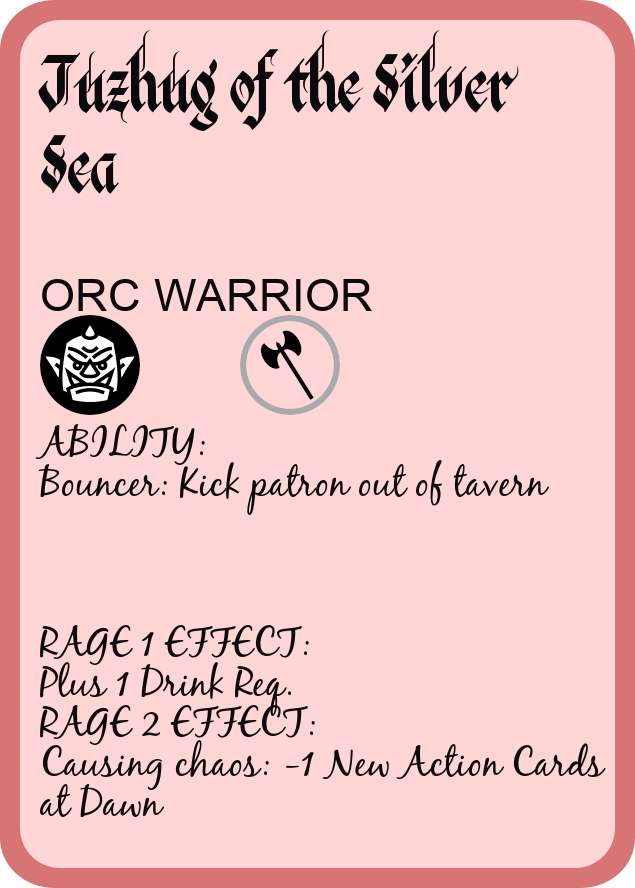 Juzhug of the Silver
Sea
ORC WARRIOR
ABILITY:
Bouncer: Kick patron out of tavern
RAGE 1 EFFECT:
Plus 1 Drink Req.
RAGE 2 EFFECT:
Causing chaos: -1 New Action Cards
at Dawn